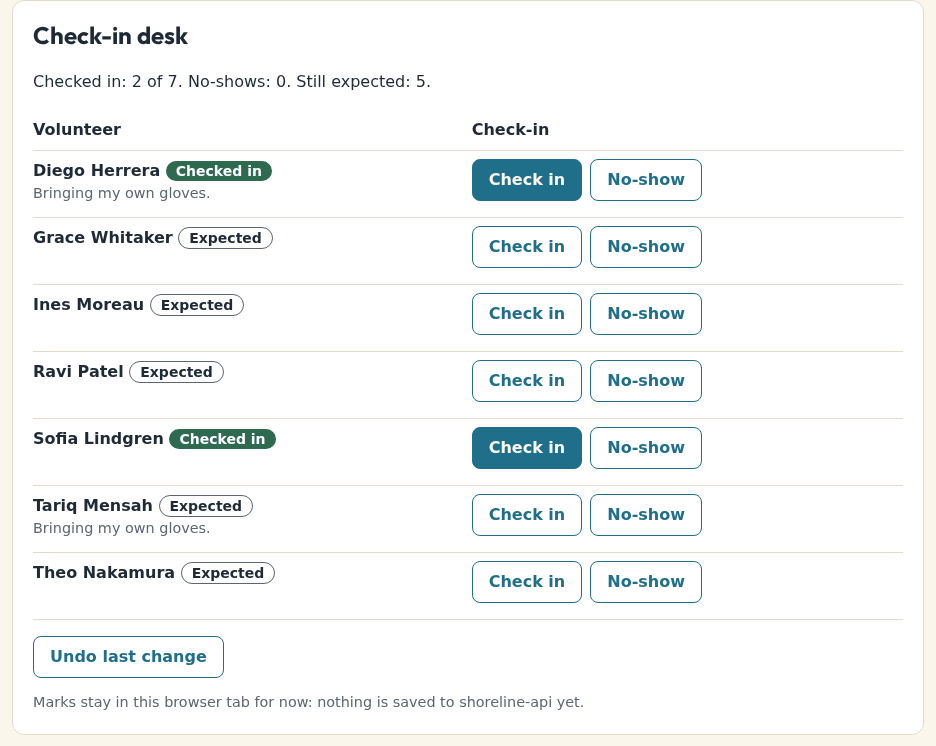 Check-in desk
Checked in: 2 of 7. No-shows: 0. Still expected: 5.
Volunteer Check-in
Diego Herrera Checked in Check in No-show
Bringing my own gloves.
Grace Whitaker Expected Check in No-show
Ines Moreau Expected Check in No-show
Ravi Patel Expected Check in No-show
Sofia Lindgren Checked in Check in No-show
Tariq Mensah Expected Check in No-show
Bringing my own gloves.
Theo Nakamura Expected Check in No-show
Undo last change
Marks stay in this browser tab for now: nothing is saved to shoreline-api yet.